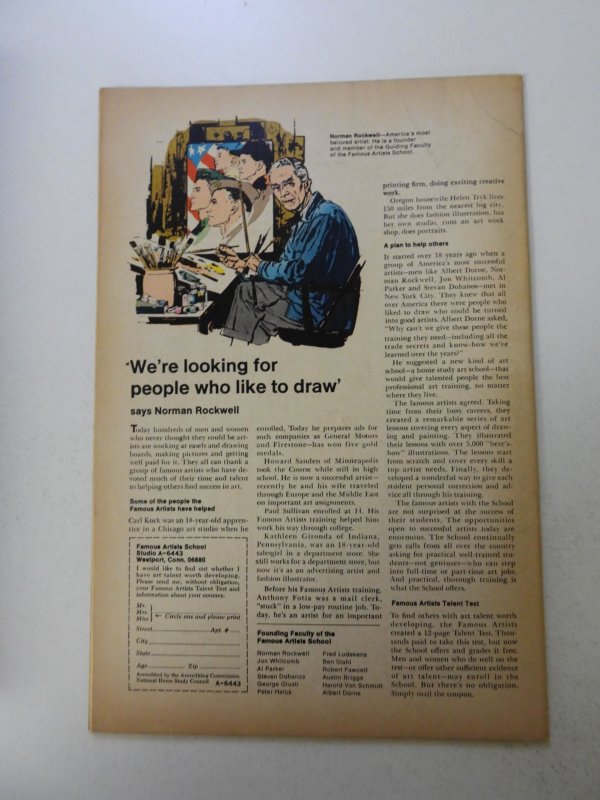 Norman Rockwell—America's most
beloved artist. He is a founder
and member of the Guiding Faculty
of the Famous Artists School.
'We're looking for
people who like to draw'
says Norman Rockwell
Today hundreds of men and women
who never thought they could be art-
ists are working at easels and drawing
boards, making pictures and getting
well paid for it. They all can thank a
group of famous artists who have de-
voted much of their time and talent
to helping others find success in art.
Some of the people the
Famous Artists have helped
Carl Kock was an 18-year-old appren-
tice in a Chicago art studio when he
Famous Artists School
Studio A-6443
Westport, Conn. 06880
I would like to find out whether I
have art talent worth developing.
Please send me, without obligation,
your Famous Artists Talent Test and
information about your courses.
Mr.
Mrs.
Miss
Circle one and please print
Street Apt. #
City
State
Age Zip
Accredited by the Accrediting Commission
National Home Study Council A-6443
enrolled. Today he prepares ads for
such companies as General Motors
and Firestone—has won five gold
medals.
Howard Sanden of Minneapolis
took the Course while still in high
school. He is now a successful artist—
recently he and his wife traveled
through Europe and the Middle East
on important art assignments.
Paul Sullivan enrolled at 14. His
Famous Artists training helped him
work his way through college.
Kathleen Gironda of Indiana,
Pennsylvania, was an 18-year-old
salesgirl in a department store. She
still works for a department store, but
now it's as an advertising artist and
fashion illustrator.
Before his Famous Artists training,
Anthony Fotia was a mail clerk,
"stuck" in a low-pay routine job. To-
day, he's an artist for an important
Founding Faculty of the
Famous Artists School
Norman Rockwell
Jon Whitcomb
Al Parker
Stevan Dohanos
George Giusti
Peter Helck
Fred Ludekens
Ben Stahl
Robert Fawcett
Austin Briggs
Harold Von Schmidt
Albert Dorne
printing firm, doing exciting creative
work.
Oregon housewife Helen Tryk lives
150 miles from the nearest big city.
But she does fashion illustration, has
her own studio, runs an art work
shop, does portraits.
A plan to help others
It started over 18 years ago when a
group of America's most successful
artists—men like Albert Dorne, Nor-
man Rockwell, Jon Whitcomb, Al
Parker and Stevan Dohanos—met in
New York City. They knew that all
over America there were people who
liked to draw who could be turned
into good artists. Albert Dorne asked,
"Why can't we give these people the
training they need—including all the
trade secrets and know-how we've
learned over the years?"
He suggested a new kind of art
school—a home study art school—that
would give talented people the best
professional art training, no matter
where they live.
The famous artists agreed. Taking
time from their busy careers, they
created a remarkable series of art
lessons covering every aspect of draw-
ing and painting. They illustrated
their lessons with over 5,000 "here's-
how" illustrations. The lessons start
from scratch and cover every skill a
top artist needs. Finally, they de-
veloped a wonderful way to give each
student personal correction and ad-
vice all through his training.
The famous artists with the School
are not surprised at the success of
their students. The opportunities
open to successful artists today are
enormous. The School continually
gets calls from all over the country
asking for practical well-trained stu-
dents—not geniuses—who can step
into full-time or part-time art jobs.
And practical, thorough training is
what the School offers.
Famous Artists Talent Test
To find others with art talent worth
developing, the Famous Artists
created a 12-page Talent Test. Thou-
sands paid to take this test, but now
the School offers and grades it free.
Men and women who do well on the
test—or offer other sufficient evidence
of art talent—may enroll in the
School. But there's no obligation.
Simply mail the coupon.